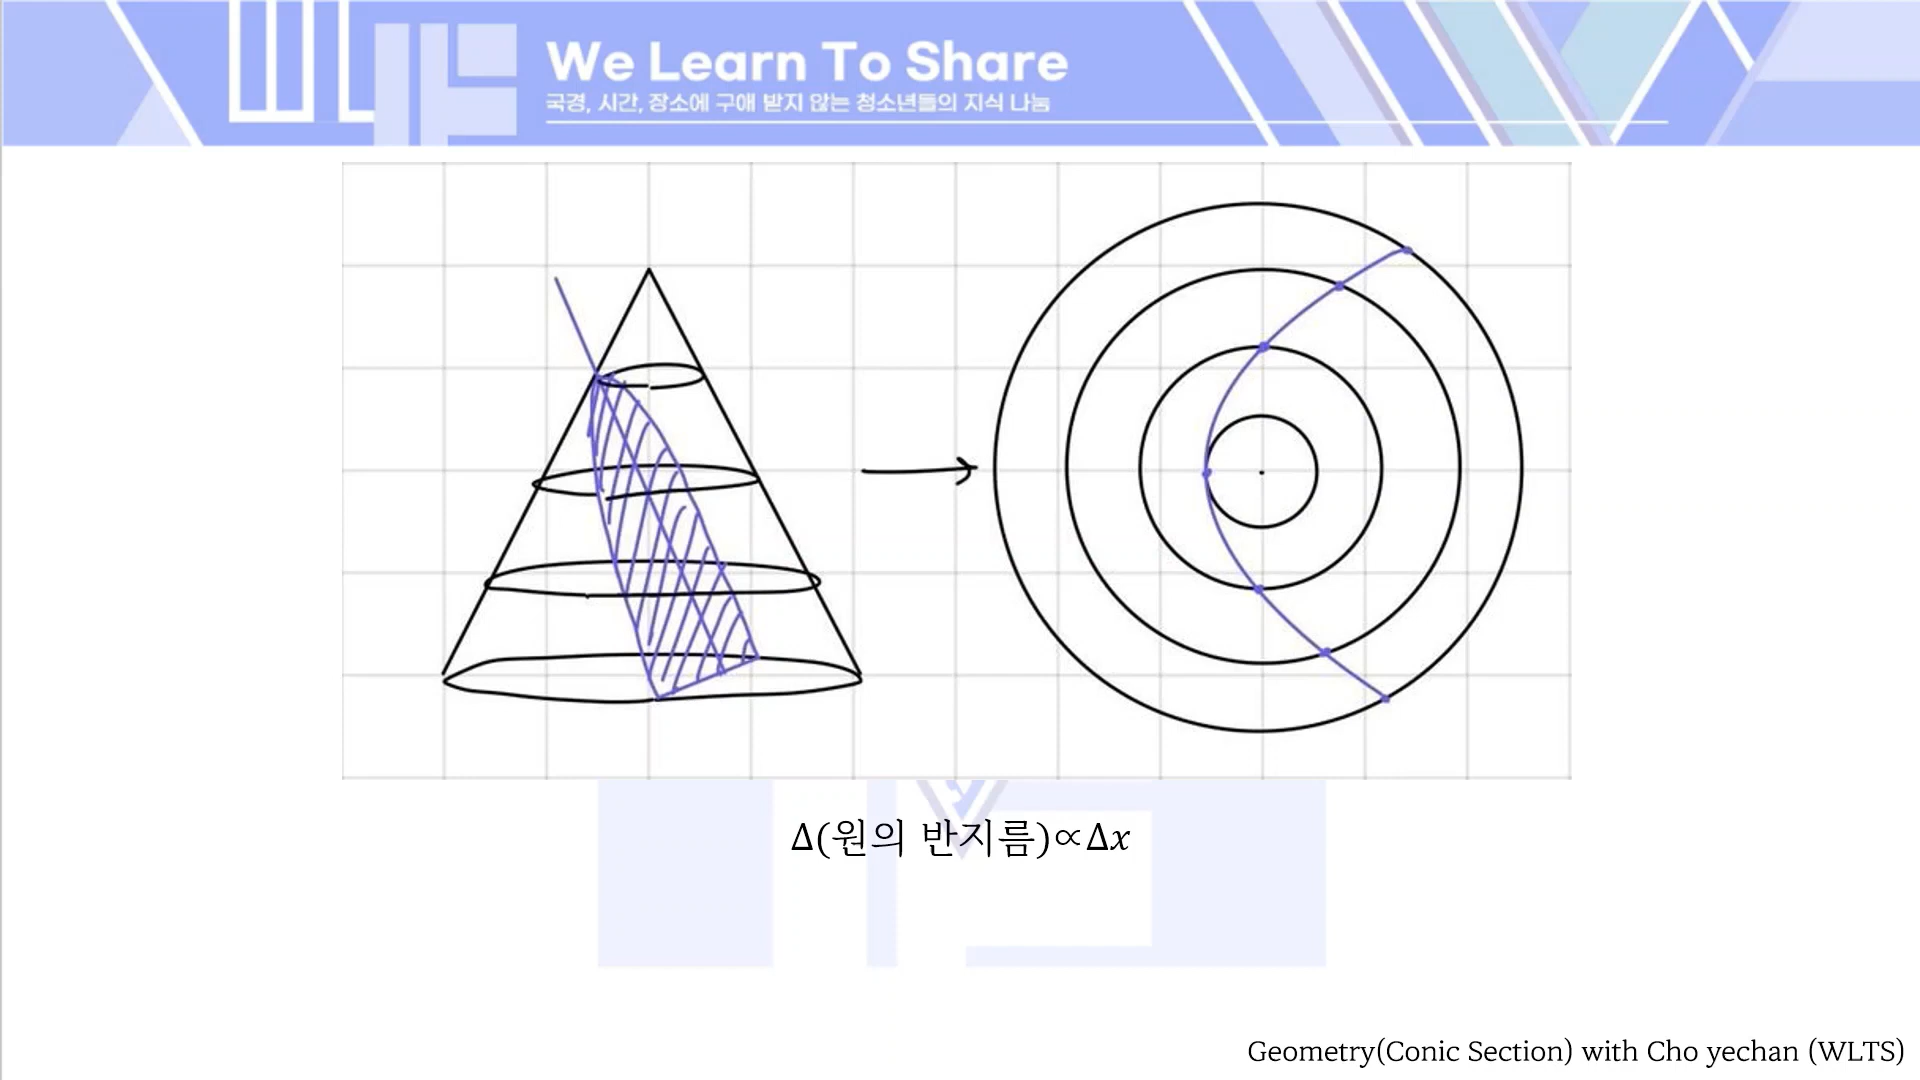 We Learn To Share
국경, 시간, 장소에 구애 받지 않는 청소년들의 지식 나눔
Δ(원의 반지름)∝Δx
Geometry(Conic Section) with Cho yechan (WLTS)